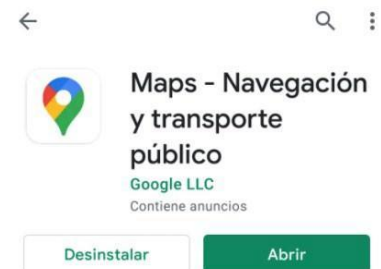 Maps - Navegación
y transporte
público
Google LLC
Contiene anuncios
Desinstalar
Abrir